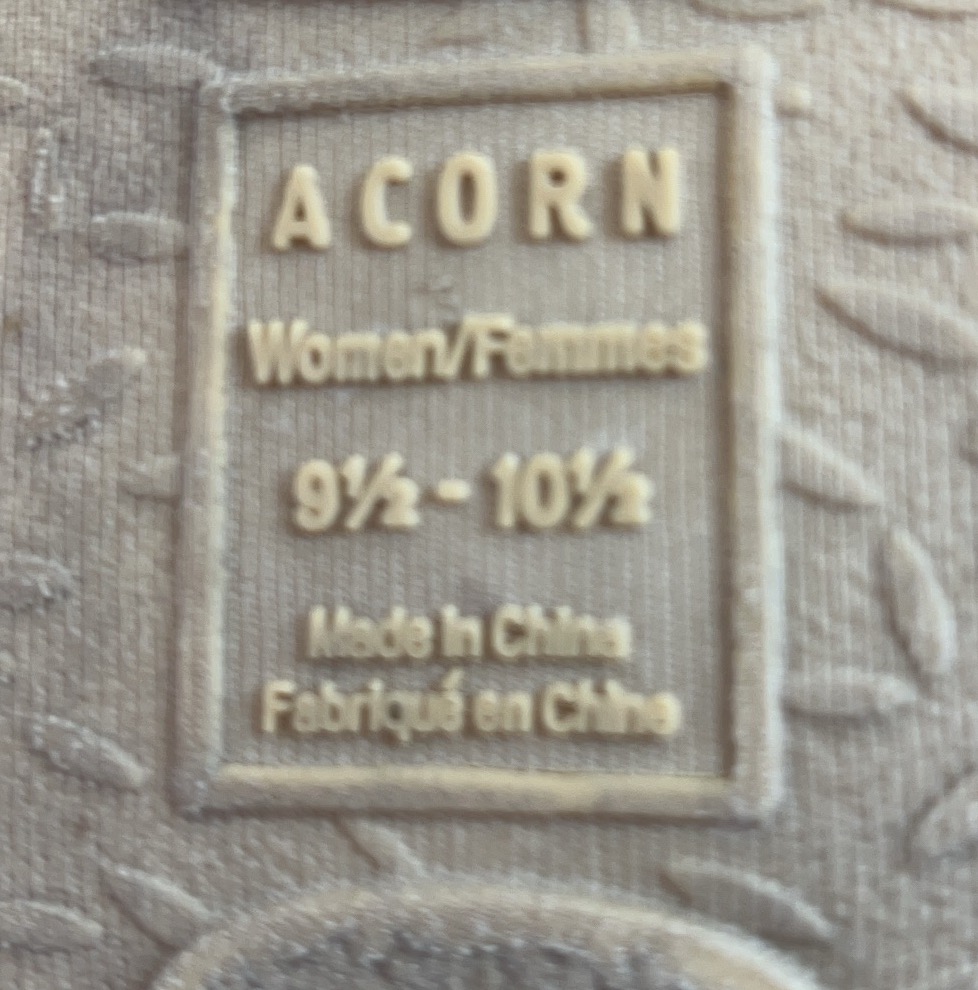 ACORN
Women/Femmes
9½ - 10½
Made in China
Fabriqué en Chine